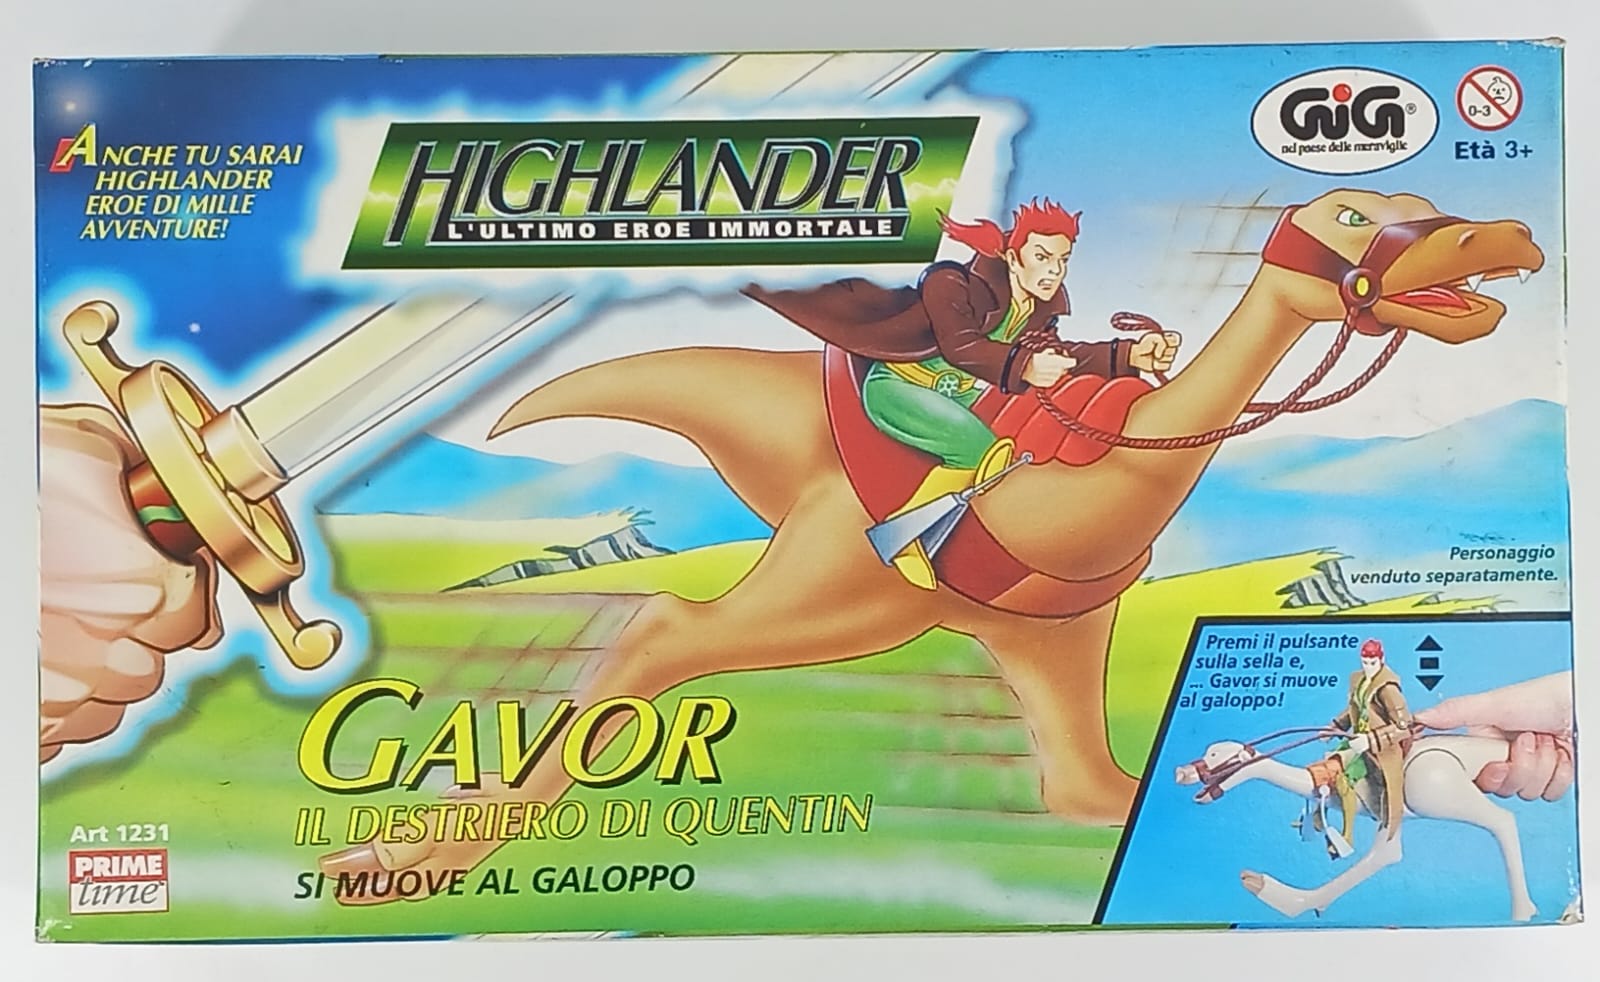 ANCHE TU SARAI
HIGHLANDER
EROE DI MILLE
AVVENTURE!
HIGHLANDER
L'ULTIMO EROE IMMORTALE
GiG®
nel paese delle meraviglie
0-3
Età 3+
Personaggio
venduto separatamente.
Premi il pulsante
sulla sella e,
... Gavor si muove
al galoppo!
GAVOR
IL DESTRIERO DI QUENTIN
SI MUOVE AL GALOPPO
Art 1231
PRIME
time